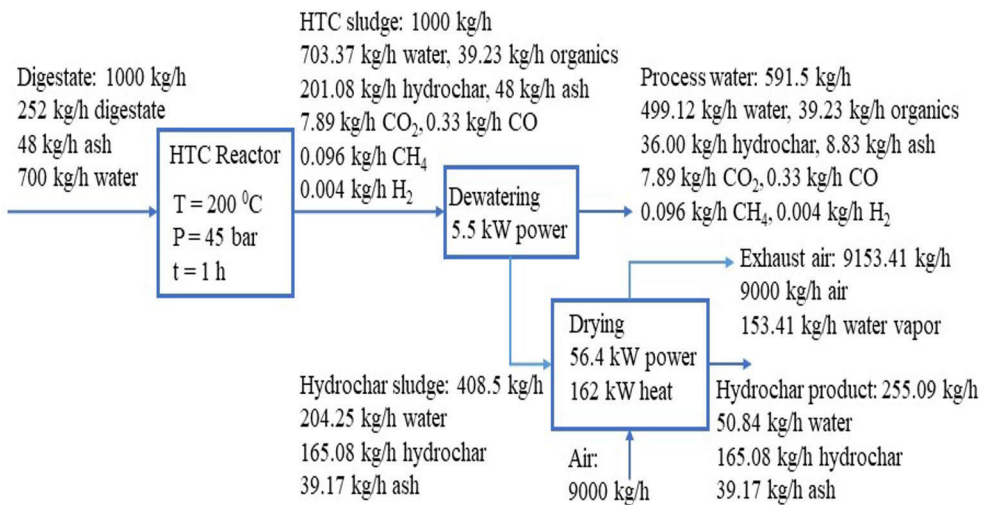 Digestate: 1000 kg/h
252 kg/h digestate
48 kg/h ash
700 kg/h water
HTC Reactor
T = 200 ⁰C
P = 45 bar
t = 1 h
HTC sludge: 1000 kg/h
703.37 kg/h water, 39.23 kg/h organics
201.08 kg/h hydrochar, 48 kg/h ash
7.89 kg/h CO₂, 0.33 kg/h CO
0.096 kg/h CH₄
0.004 kg/h H₂
Dewatering
5.5 kW power
Process water: 591.5 kg/h
499.12 kg/h water, 39.23 kg/h organics
36.00 kg/h hydrochar, 8.83 kg/h ash
7.89 kg/h CO₂, 0.33 kg/h CO
0.096 kg/h CH₄, 0.004 kg/h H₂
Exhaust air: 9153.41 kg/h
9000 kg/h air
153.41 kg/h water vapor
Drying
56.4 kW power
162 kW heat
Hydrochar sludge: 408.5 kg/h
204.25 kg/h water
165.08 kg/h hydrochar
39.17 kg/h ash
Air:
9000 kg/h
Hydrochar product: 255.09 kg/h
50.84 kg/h water
165.08 kg/h hydrochar
39.17 kg/h ash